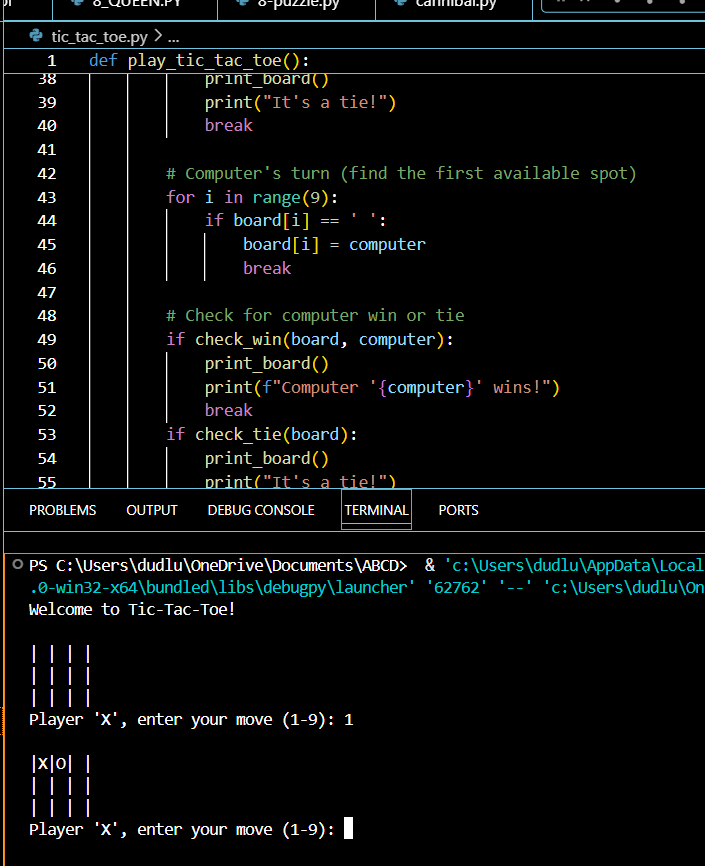 8_QUEEN.PY 8-puzzle.py cannibal.py
tic_tac_toe.py > ...
1 def play_tic_tac_toe():
38 print_board()
39 print("It's a tie!")
40 break
41
42 # Computer's turn (find the first available spot)
43 for i in range(9):
44 if board[i] == ' ':
45 board[i] = computer
46 break
47
48 # Check for computer win or tie
49 if check_win(board, computer):
50 print_board()
51 print(f"Computer '{computer}' wins!")
52 break
53 if check_tie(board):
54 print_board()
55 print("It's a tie!")
PROBLEMS OUTPUT DEBUG CONSOLE TERMINAL PORTS
PS C:\Users\dudlu\OneDrive\Documents\ABCD> & 'c:\Users\dudlu\AppData\Local
.0-win32-x64\bundled\libs\debugpy\launcher' '62762' '--' 'c:\Users\dudlu\On
Welcome to Tic-Tac-Toe!
| | | |
| | | |
| | | |
Player 'X', enter your move (1-9): 1
|X|O| |
| | | |
| | | |
Player 'X', enter your move (1-9):